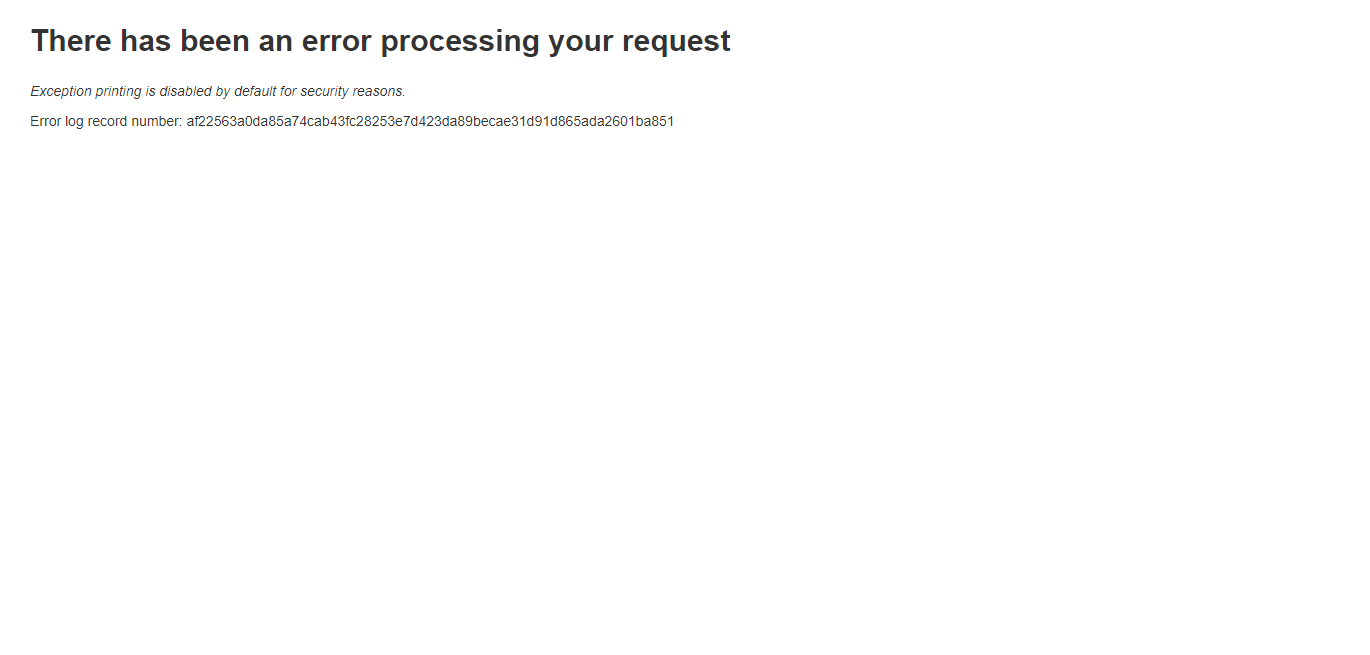 There has been an error processing your request
Exception printing is disabled by default for security reasons.
Error log record number: af22563a0da85a74cab43fc28253e7d423da89becae31d91d865ada2601ba851